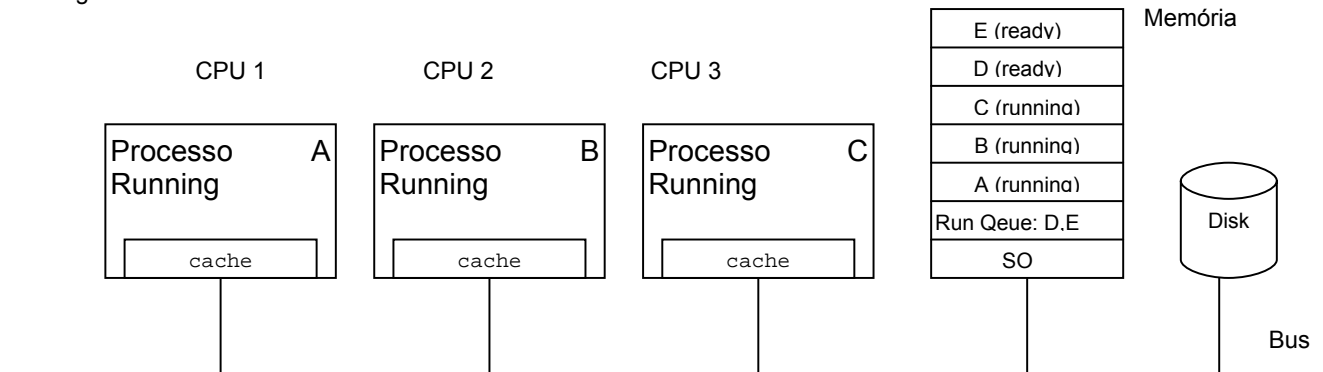 CPU 1
CPU 2
CPU 3
Processo A
Running
cache
Processo B
Running
cache
Processo C
Running
cache
Memória
E (ready)
D (ready)
C (running)
B (running)
A (running)
Run Qeue: D,E
SO
Disk
Bus